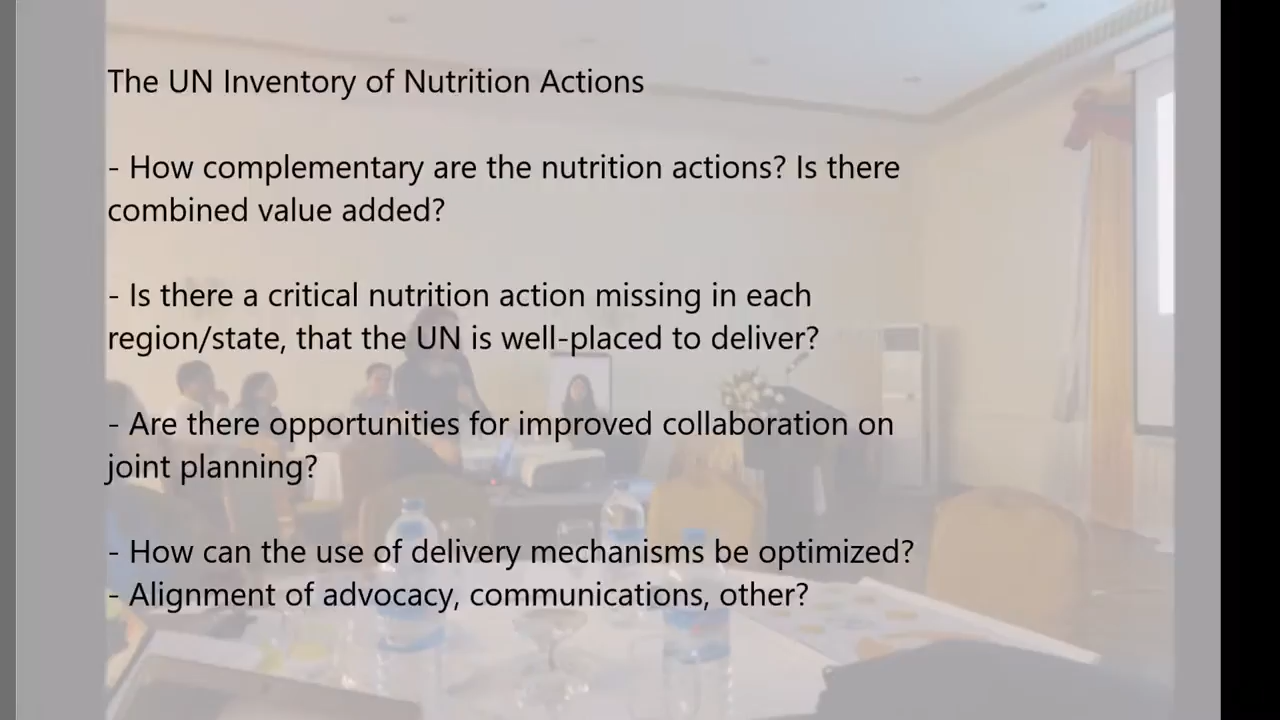 The UN Inventory of Nutrition Actions
- How complementary are the nutrition actions? Is there
combined value added?
- Is there a critical nutrition action missing in each
region/state, that the UN is well-placed to deliver?
- Are there opportunities for improved collaboration on
joint planning?
- How can the use of delivery mechanisms be optimized?
- Alignment of advocacy, communications, other?